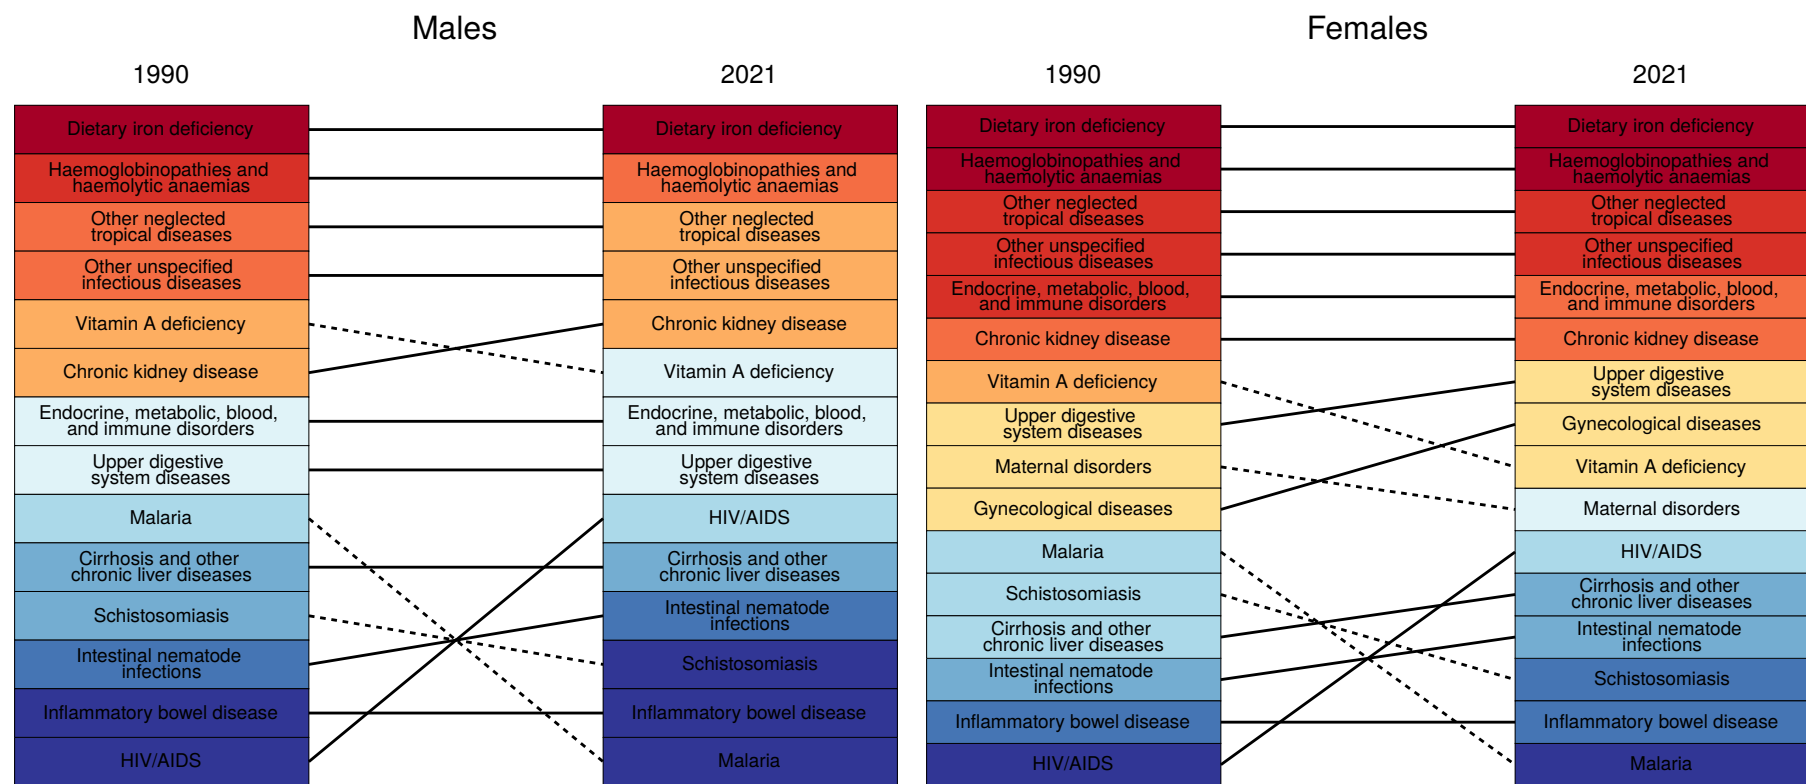 Males
1990
2021
Dietary iron deficiency
Haemoglobinopathies and
haemolytic anaemias
Other neglected
tropical diseases
Other unspecified
infectious diseases
Vitamin A deficiency
Chronic kidney disease
Endocrine, metabolic, blood,
and immune disorders
Upper digestive
system diseases
Malaria
Cirrhosis and other
chronic liver diseases
Schistosomiasis
Intestinal nematode
infections
Inflammatory bowel disease
HIV/AIDS
Dietary iron deficiency
Haemoglobinopathies and
haemolytic anaemias
Other neglected
tropical diseases
Other unspecified
infectious diseases
Chronic kidney disease
Vitamin A deficiency
Endocrine, metabolic, blood,
and immune disorders
Upper digestive
system diseases
HIV/AIDS
Cirrhosis and other
chronic liver diseases
Intestinal nematode
infections
Schistosomiasis
Inflammatory bowel disease
Malaria
Females
1990
2021
Dietary iron deficiency
Haemoglobinopathies and
haemolytic anaemias
Other neglected
tropical diseases
Other unspecified
infectious diseases
Endocrine, metabolic, blood,
and immune disorders
Chronic kidney disease
Vitamin A deficiency
Upper digestive
system diseases
Maternal disorders
Gynecological diseases
Malaria
Schistosomiasis
Cirrhosis and other
chronic liver diseases
Intestinal nematode
infections
Inflammatory bowel disease
HIV/AIDS
Dietary iron deficiency
Haemoglobinopathies and
haemolytic anaemias
Other neglected
tropical diseases
Other unspecified
infectious diseases
Endocrine, metabolic, blood,
and immune disorders
Chronic kidney disease
Upper digestive
system diseases
Gynecological diseases
Vitamin A deficiency
Maternal disorders
HIV/AIDS
Cirrhosis and other
chronic liver diseases
Intestinal nematode
infections
Schistosomiasis
Inflammatory bowel disease
Malaria